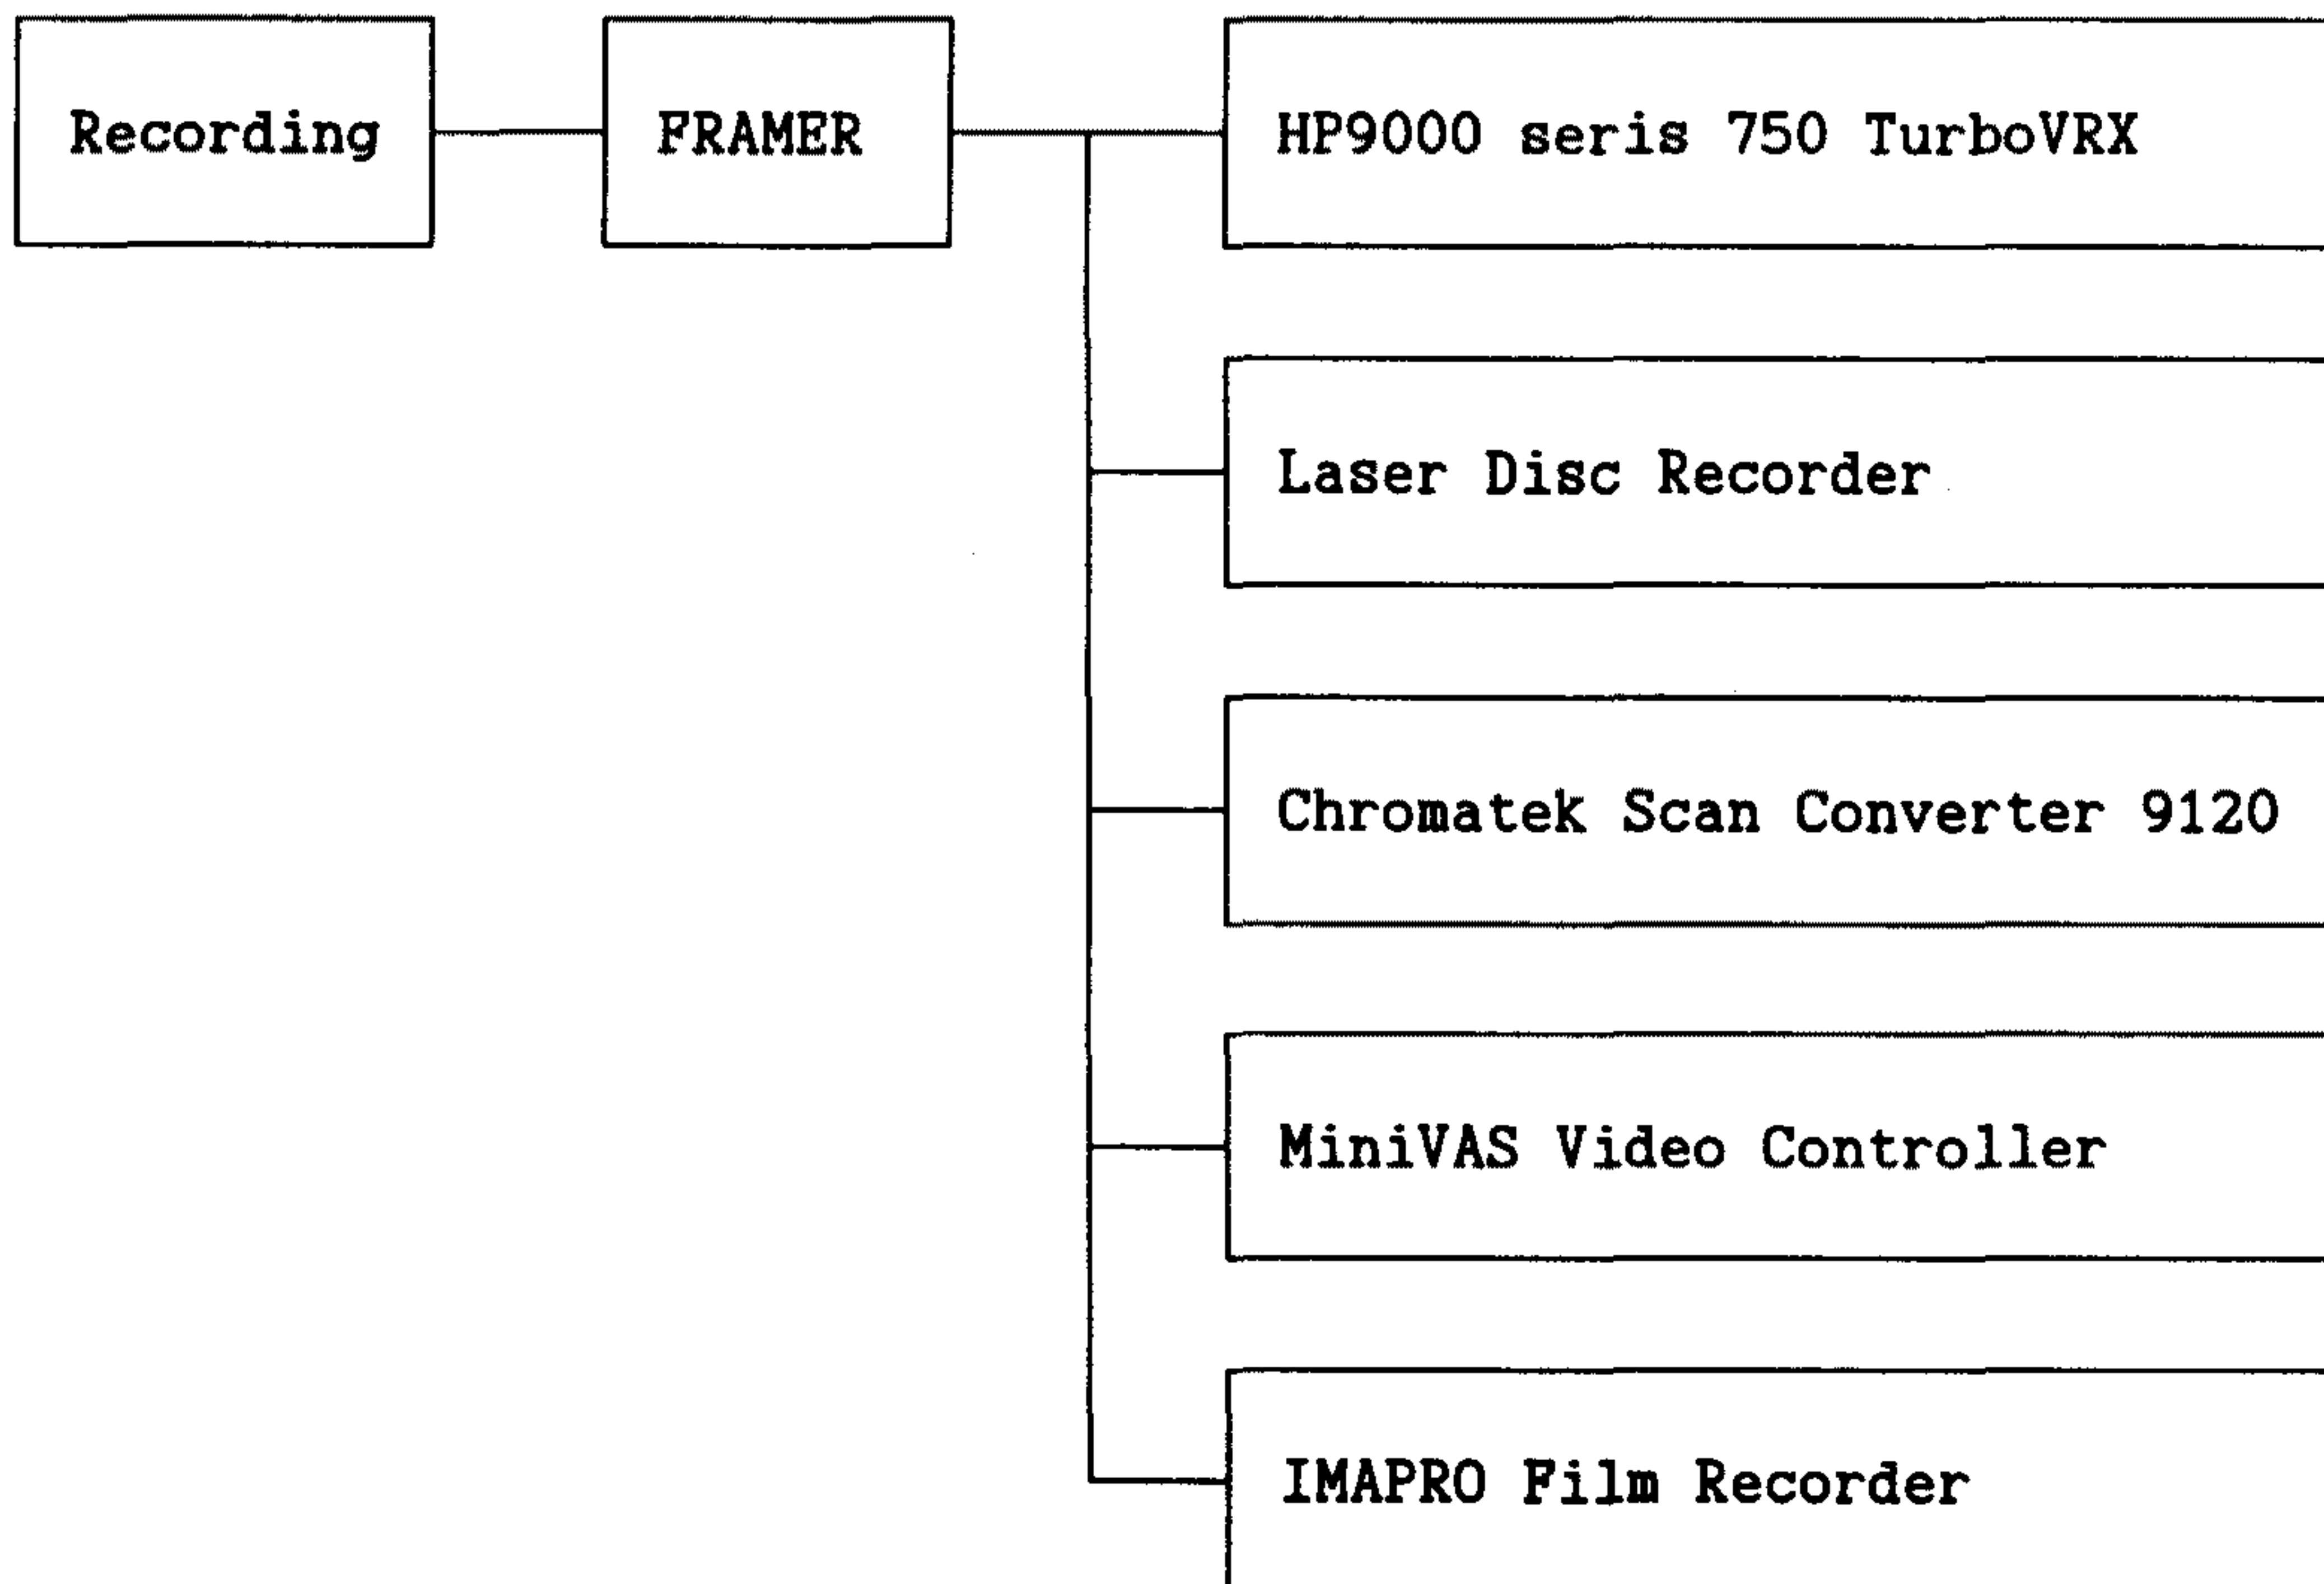 Recording
FRAMER
HP9000 seris 750 TurboVRX
Laser Disc Recorder
Chromatek Scan Converter 9120
MiniVAS Video Controller
IMAPRO Film Recorder